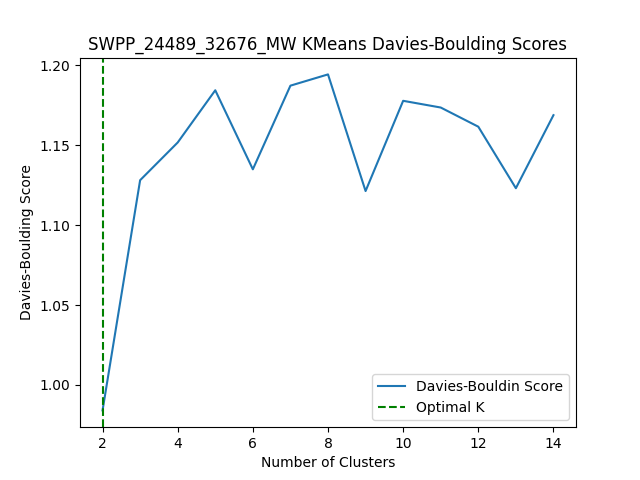 SWPP_24489_32676_MW KMeans Davies-Boulding Scores
Davies-Boulding Score
1.20
1.15
1.10
1.05
1.00
2 4 6 8 10 12 14
Number of Clusters
Davies-Bouldin Score
Optimal K